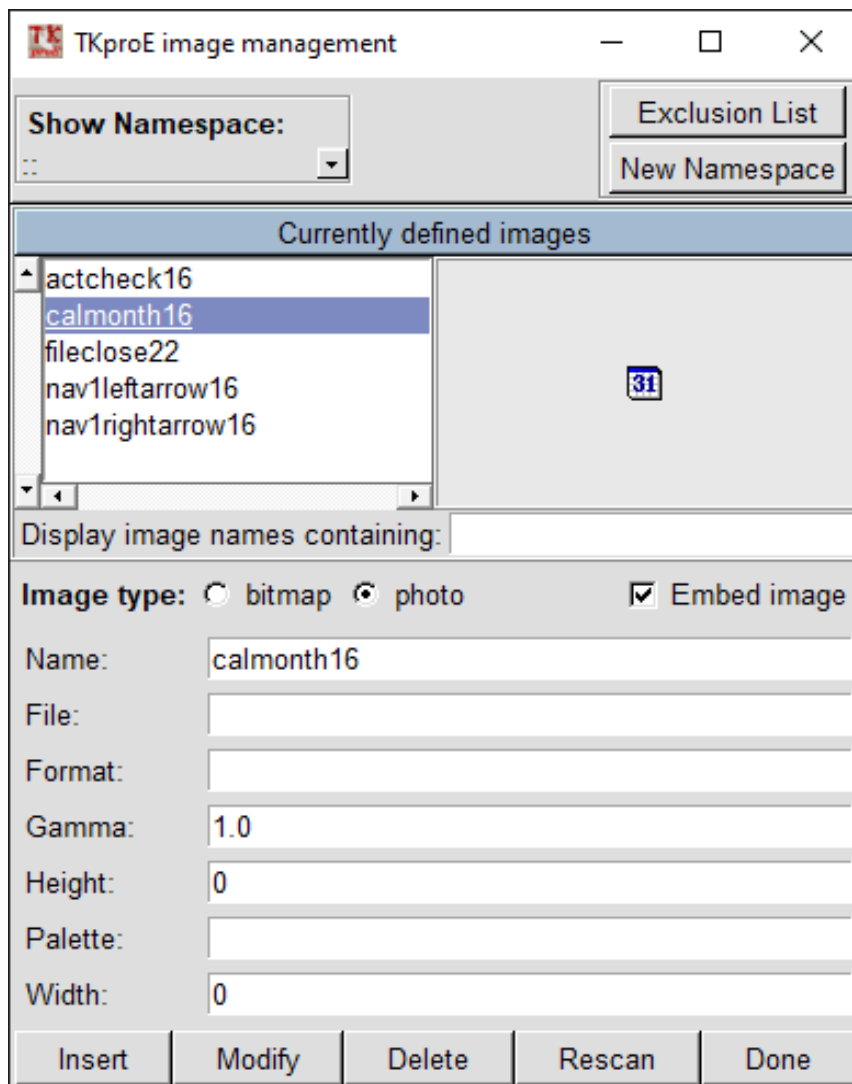 TKproE image management
Show Namespace:
::
Exclusion List
New Namespace
Currently defined images
actcheck16
calmonth16
fileclose22
nav1leftarrow16
nav1rightarrow16
31
Display image names containing:
Image type: bitmap photo Embed image
Name: calmonth16
File:
Format:
Gamma: 1.0
Height: 0
Palette:
Width: 0
Insert Modify Delete Rescan Done